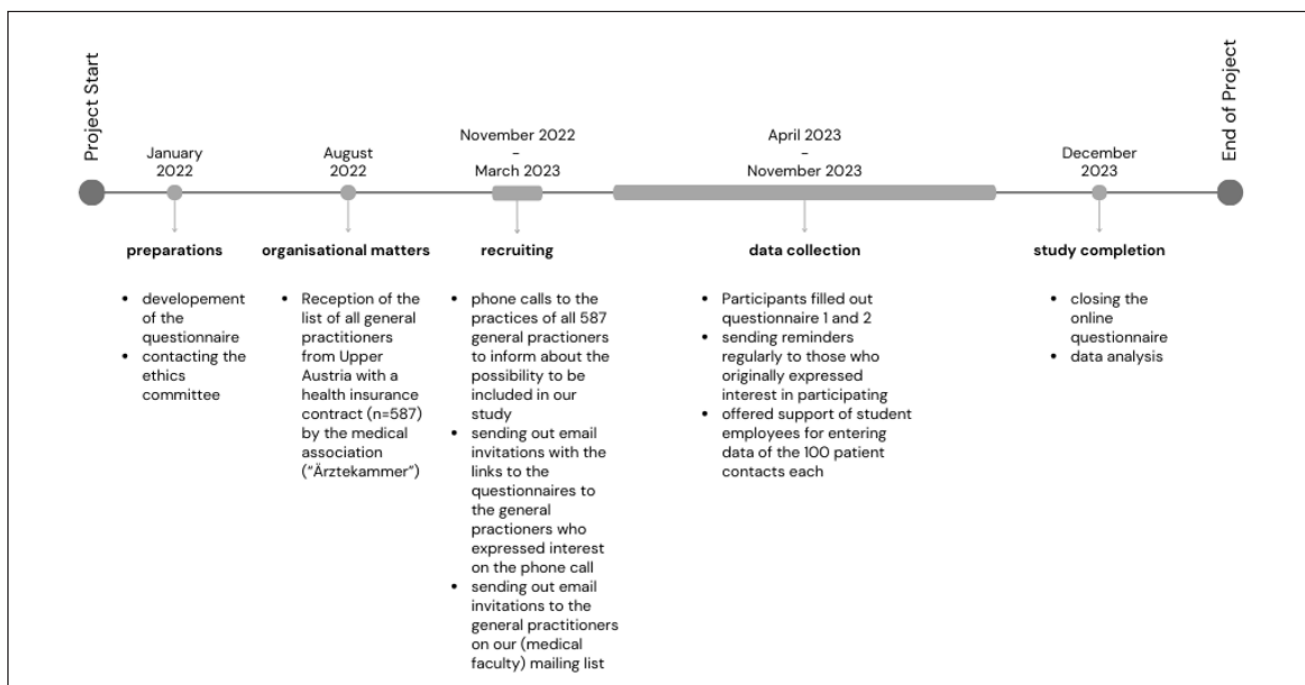 Project Start
End of Project
January
2022
August
2022
November 2022
-
March 2023
April 2023
-
November 2023
December
2023
preparations
• developement
of the
questionnaire
• contacting the
ethics
committee
organisational matters
• Reception of the
list of all general
practitioners
from Upper
Austria with a
health insurance
contract (n=587)
by the medical
association
("Ärztekammer")
recruiting
• phone calls to the
practices of all 587
general practioners
to inform about the
possibility to be
included in our
study
• sending out email
invitations with the
links to the
questionnaires to
the general
practioners who
expressed interest
on the phone call
• sending out email
invitations to the
general practitioners
on our (medical
faculty) mailing list
data collection
• Participants filled out
questionnaire 1 and 2
• sending reminders
regularly to those who
originally expressed
interest in participating
• offered support of student
employees for entering
data of the 100 patient
contacts each
study completion
• closing the
online
questionnaire
• data analysis